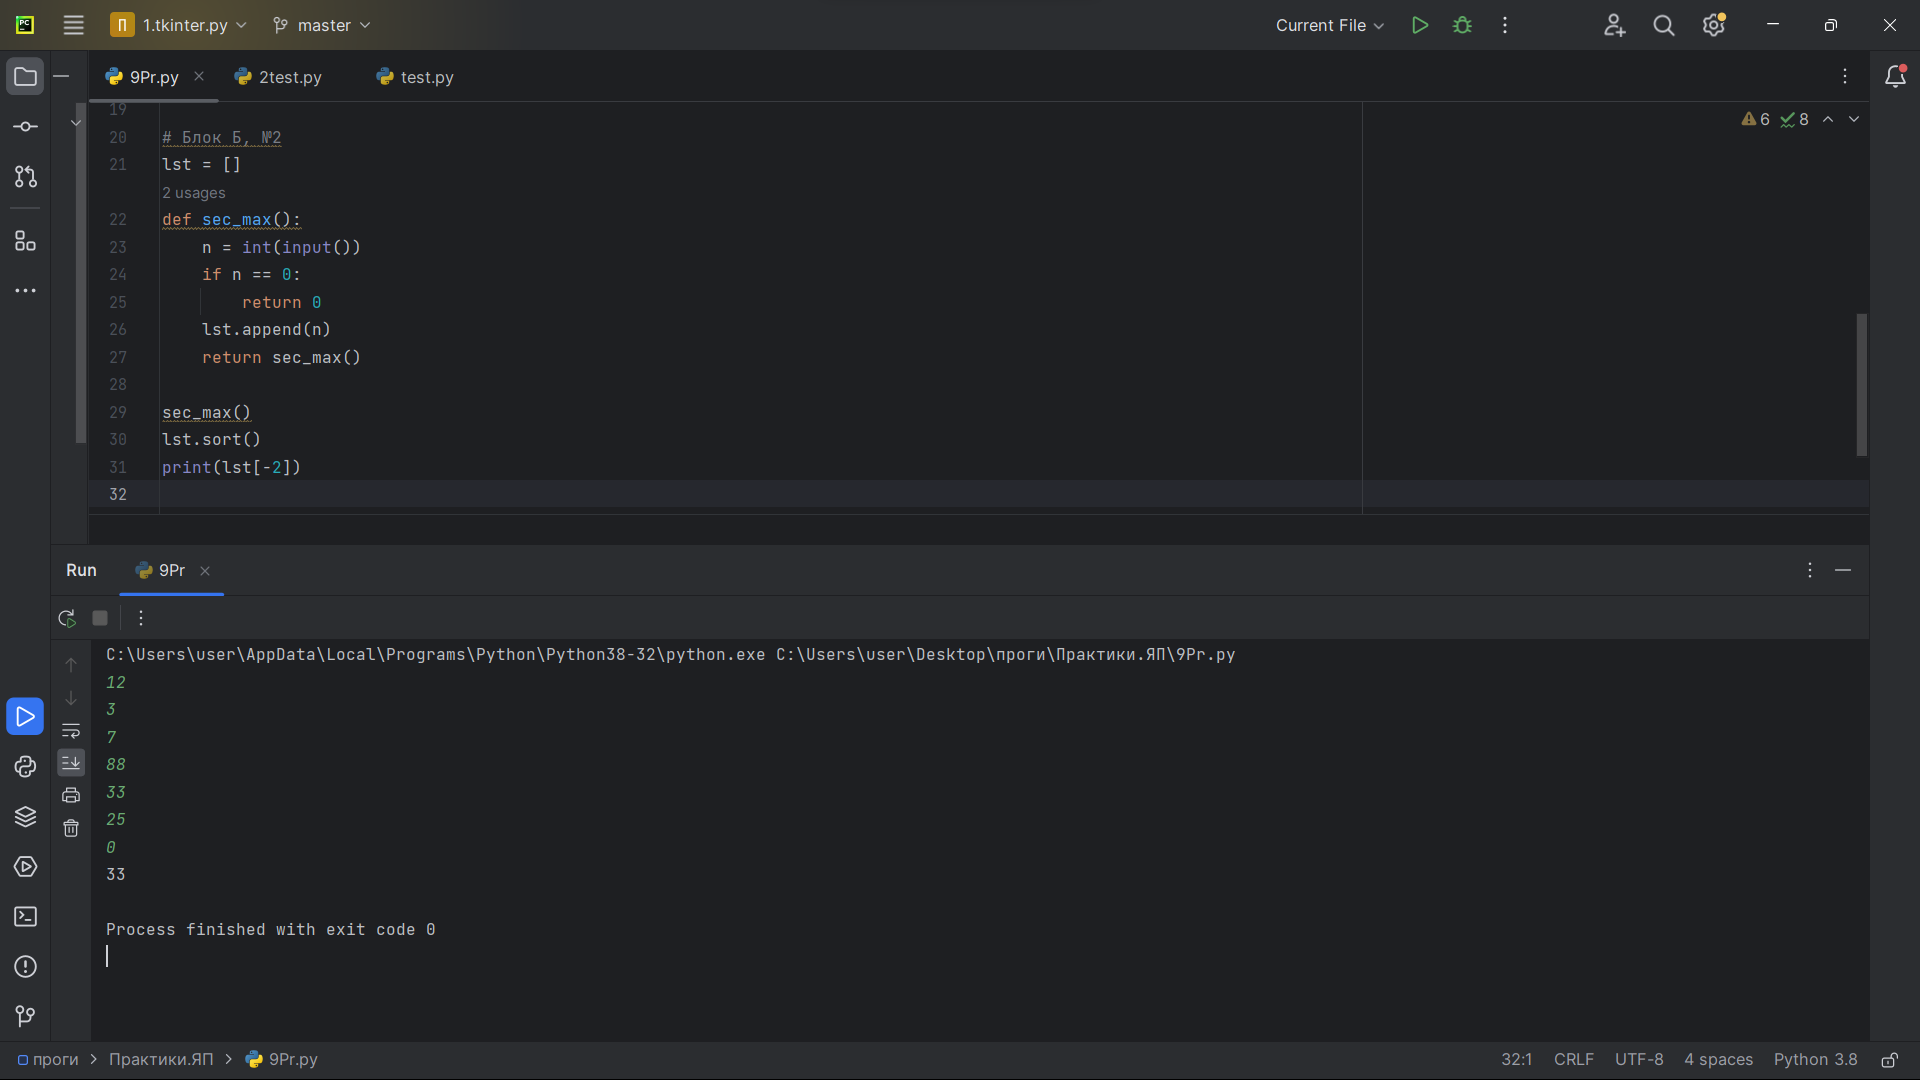 PC
П 1.tkinter.py master Current File
9Pr.py 2test.py test.py
19
6 8
20 # Блок Б, №2
21 lst = []
2 usages
22 def sec_max():
23 n = int(input())
24 if n == 0:
25 return 0
26 lst.append(n)
27 return sec_max()
28
29 sec_max()
30 lst.sort()
31 print(lst[-2])
32
Run 9Pr
C:\Users\user\AppData\Local\Programs\Python\Python38-32\python.exe C:\Users\user\Desktop\проги\Практики.ЯП\9Pr.py
12
3
7
88
33
25
0
33
Process finished with exit code 0
проги > Практики.ЯП > 9Pr.py 32:1 CRLF UTF-8 4 spaces Python 3.8